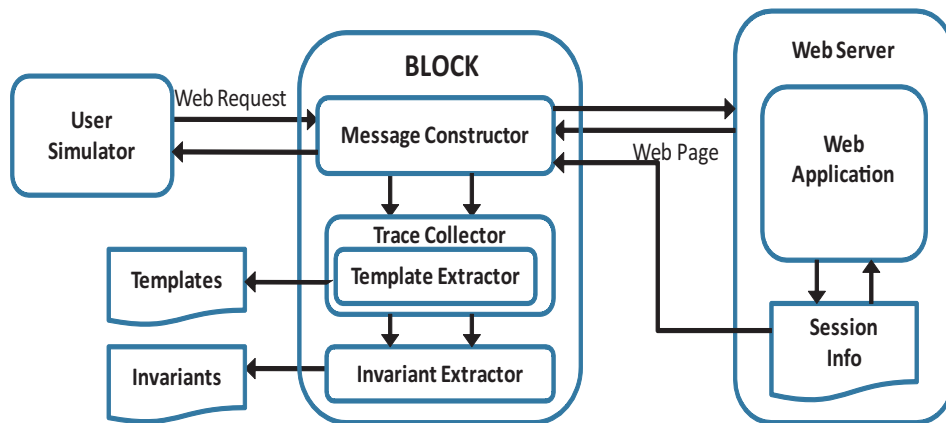 BLOCK
Web Server
User
Simulator
Web Request
Message Constructor
Web Page
Web
Application
Trace Collector
Template Extractor
Templates
Session
Info
Invariants
Invariant Extractor